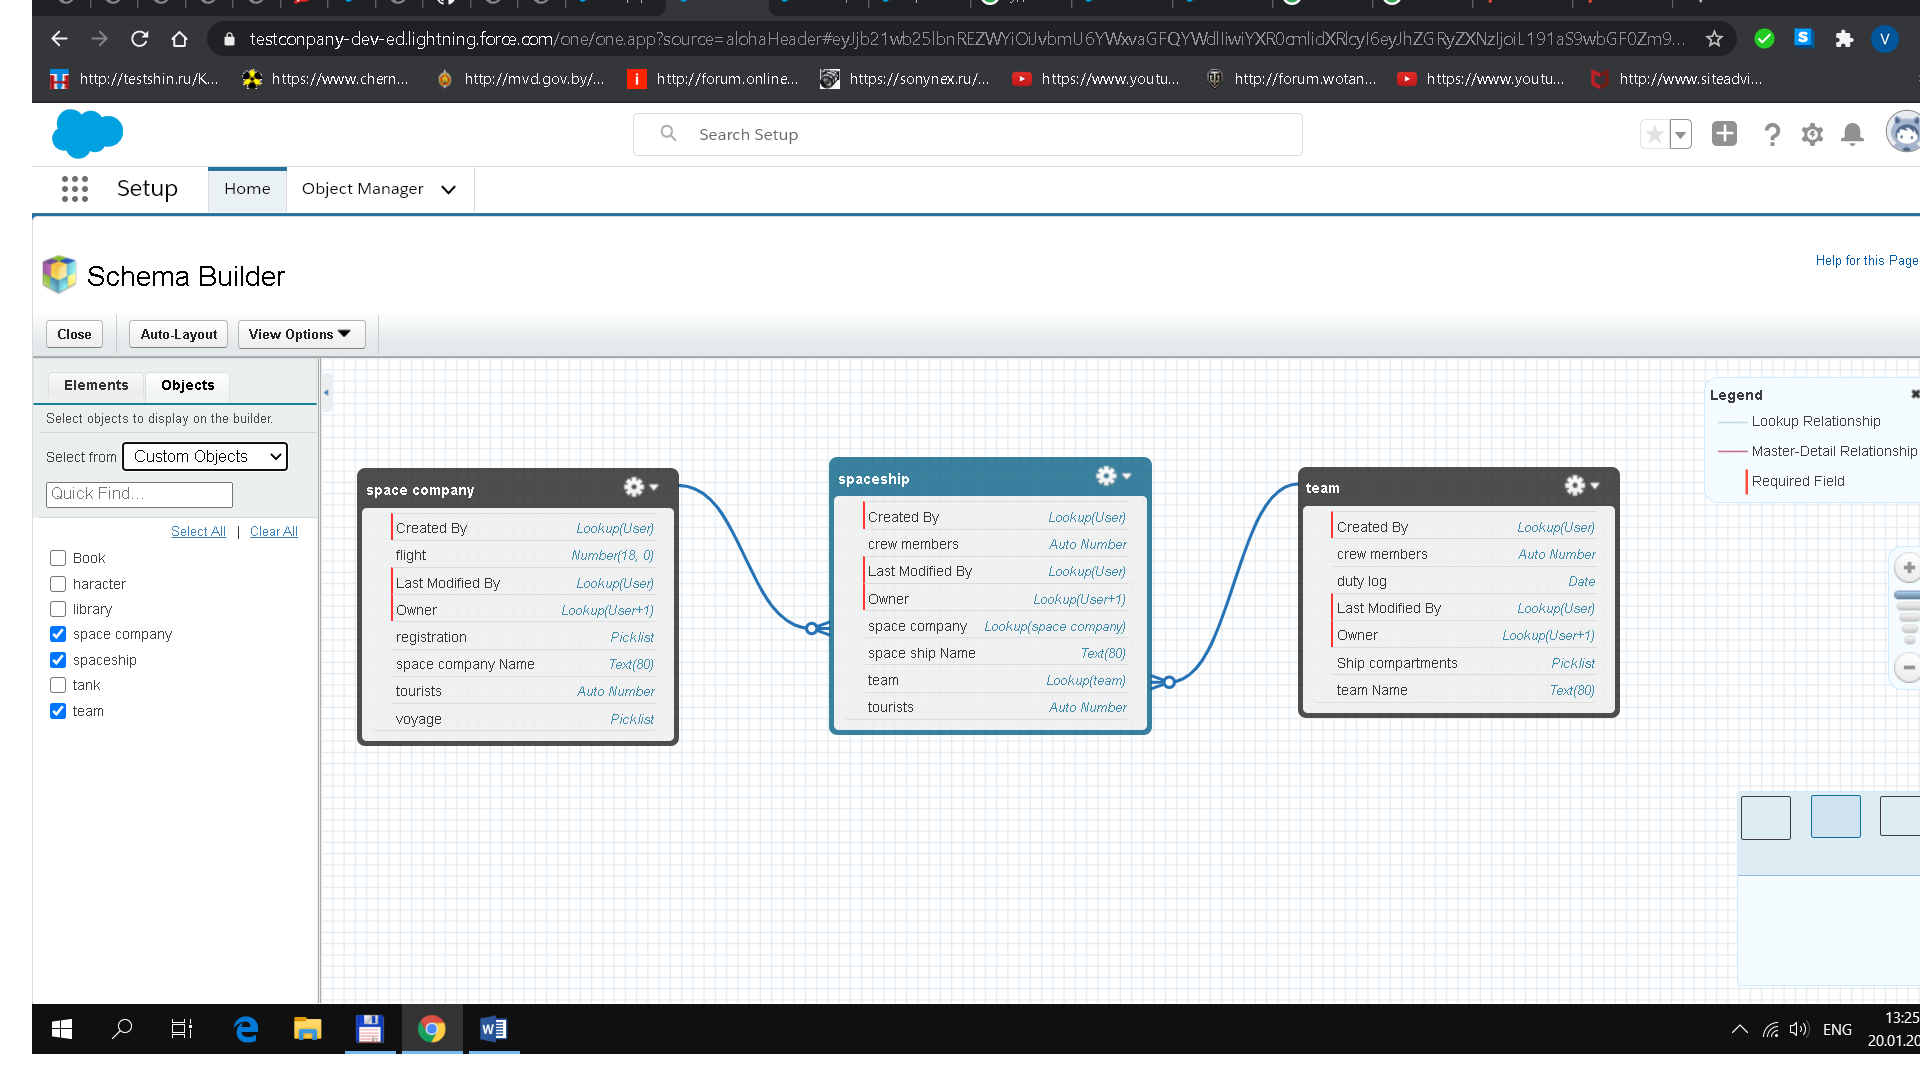 testconpany-dev-ed.lightning.force.com/one/one.app?source=alohaHeader#eyJjb21wb25lbnREZWYiOiJvbmU6YWxvaGFQYWdlIiwiYXR0cmlidXRlcyI6eyJhZGRyZXNzIjoiL191aS9wbGF0Zm9...
V
http://testshin.ru/K...
https://www.chern...
http://mvd.gov.by/...
http://forum.online...
https://sonynex.ru/...
https://www.youtu...
http://forum.wotan...
https://www.youtu...
http://www.siteadvi...
Search Setup
Setup
Home
Object Manager
Schema Builder
Help for this Page
Close
Auto-Layout
View Options
Elements
Objects
Select objects to display on the builder.
Select from Custom Objects
Quick Find...
Select All | Clear All
Book
haracter
library
space company
spaceship
tank
team
space company
Created By Lookup(User)
flight Number(18, 0)
Last Modified By Lookup(User)
Owner Lookup(User+1)
registration Picklist
space company Name Text(80)
tourists Auto Number
voyage Picklist
spaceship
Created By Lookup(User)
crew members Auto Number
Last Modified By Lookup(User)
Owner Lookup(User+1)
space company Lookup(space company)
space ship Name Text(80)
team Lookup(team)
tourists Auto Number
team
Created By Lookup(User)
crew members Auto Number
duty log Date
Last Modified By Lookup(User)
Owner Lookup(User+1)
Ship compartments Picklist
team Name Text(80)
Legend
Lookup Relationship
Master-Detail Relationship
Required Field
ENG
13:25
20.01.20